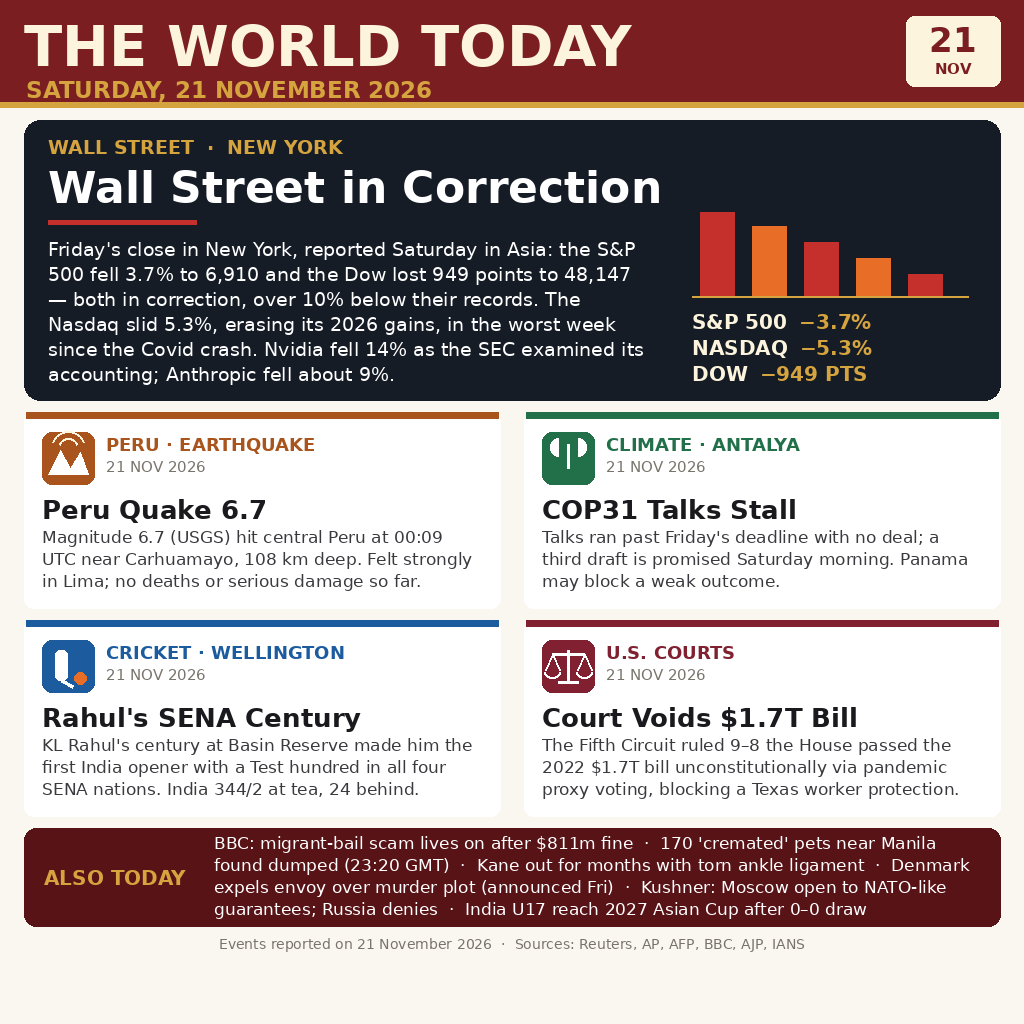 THE WORLD TODAY
SATURDAY, 21 NOVEMBER 2026
21
NOV
WALL STREET · NEW YORK
Wall Street in Correction
Friday's close in New York, reported Saturday in Asia: the S&P
500 fell 3.7% to 6,910 and the Dow lost 949 points to 48,147
— both in correction, over 10% below their records. The
Nasdaq slid 5.3%, erasing its 2026 gains, in the worst week
since the Covid crash. Nvidia fell 14% as the SEC examined its
accounting; Anthropic fell about 9%.
S&P 500 −3.7%
NASDAQ −5.3%
DOW −949 PTS
PERU · EARTHQUAKE
21 NOV 2026
Peru Quake 6.7
Magnitude 6.7 (USGS) hit central Peru at 00:09
UTC near Carhuamayo, 108 km deep. Felt strongly
in Lima; no deaths or serious damage so far.
CLIMATE · ANTALYA
21 NOV 2026
COP31 Talks Stall
Talks ran past Friday's deadline with no deal; a
third draft is promised Saturday morning. Panama
may block a weak outcome.
CRICKET · WELLINGTON
21 NOV 2026
Rahul's SENA Century
KL Rahul's century at Basin Reserve made him the
first India opener with a Test hundred in all four
SENA nations. India 344/2 at tea, 24 behind.
U.S. COURTS
21 NOV 2026
Court Voids $1.7T Bill
The Fifth Circuit ruled 9–8 the House passed the
2022 $1.7T bill unconstitutionally via pandemic
proxy voting, blocking a Texas worker protection.
ALSO TODAY
BBC: migrant-bail scam lives on after $811m fine · 170 'cremated' pets near Manila
found dumped (23:20 GMT) · Kane out for months with torn ankle ligament · Denmark
expels envoy over murder plot (announced Fri) · Kushner: Moscow open to NATO-like
guarantees; Russia denies · India U17 reach 2027 Asian Cup after 0–0 draw
Events reported on 21 November 2026 · Sources: Reuters, AP, AFP, BBC, AJP, IANS